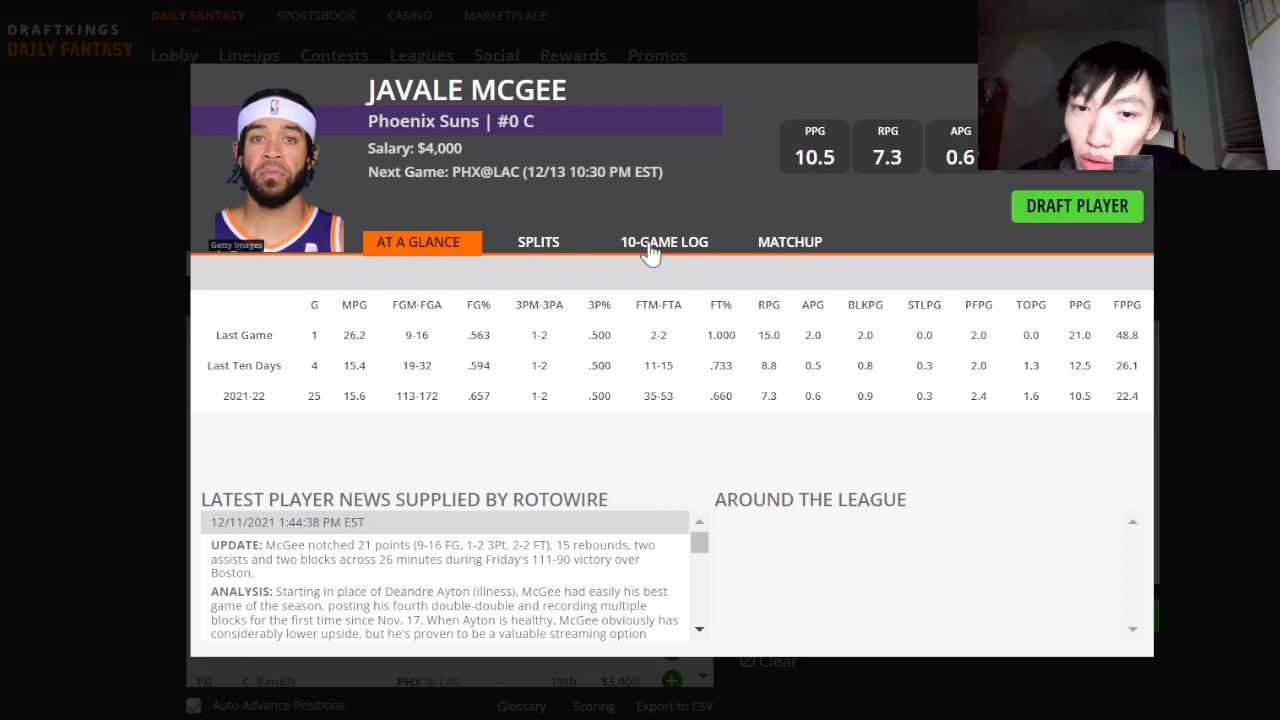 DRAFTKINGS
DAILY FANTASY
DAILY FANTASY SPORTSBOOK CASINO MARKETPLACE
Lobby Lineups Contests Leagues Social Rewards Promos
JAVALE MCGEE
Phoenix Suns | #0 C
Salary: $4,000
Next Game: PHX@LAC (12/13 10:30 PM EST)
PPG RPG APG
10.5 7.3 0.6
DRAFT PLAYER
Getty Images
AT A GLANCE SPLITS 10-GAME LOG MATCHUP
G MPG FGM-FGA FG% 3PM-3PA 3P% FTM-FTA FT% RPG APG BLKPG STLPG PFPG TOPG PPG FPPG
Last Game 1 26.2 9-16 .563 1-2 .500 2-2 1.000 15.0 2.0 2.0 0.0 2.0 0.0 21.0 48.8
Last Ten Days 4 15.4 19-32 .594 1-2 .500 11-15 .733 8.8 0.5 0.8 0.3 2.0 1.3 12.5 26.1
2021-22 25 15.6 113-172 .657 1-2 .500 35-53 .660 7.3 0.6 0.9 0.3 2.4 1.6 10.5 22.4
LATEST PLAYER NEWS SUPPLIED BY ROTOWIRE
AROUND THE LEAGUE
12/11/2021 1:44:38 PM EST
UPDATE: McGee notched 21 points (9-16 FG, 1-2 3Pt, 2-2 FT), 15 rebounds, two
assists and two blocks across 26 minutes during Friday's 111-90 victory over
Boston.
ANALYSIS: Starting in place of Deandre Ayton (illness), McGee had easily his best
game of the season, posting his fourth double-double and recording multiple
blocks for the first time since Nov. 17. When Ayton is healthy, McGee obviously has
considerably lower upside, but he's proven to be a valuable streaming option
Clear
PG C. Randle PHX @ LAC - 19th $3,000
Auto Advance Positions Glossary Scoring Export to CSV